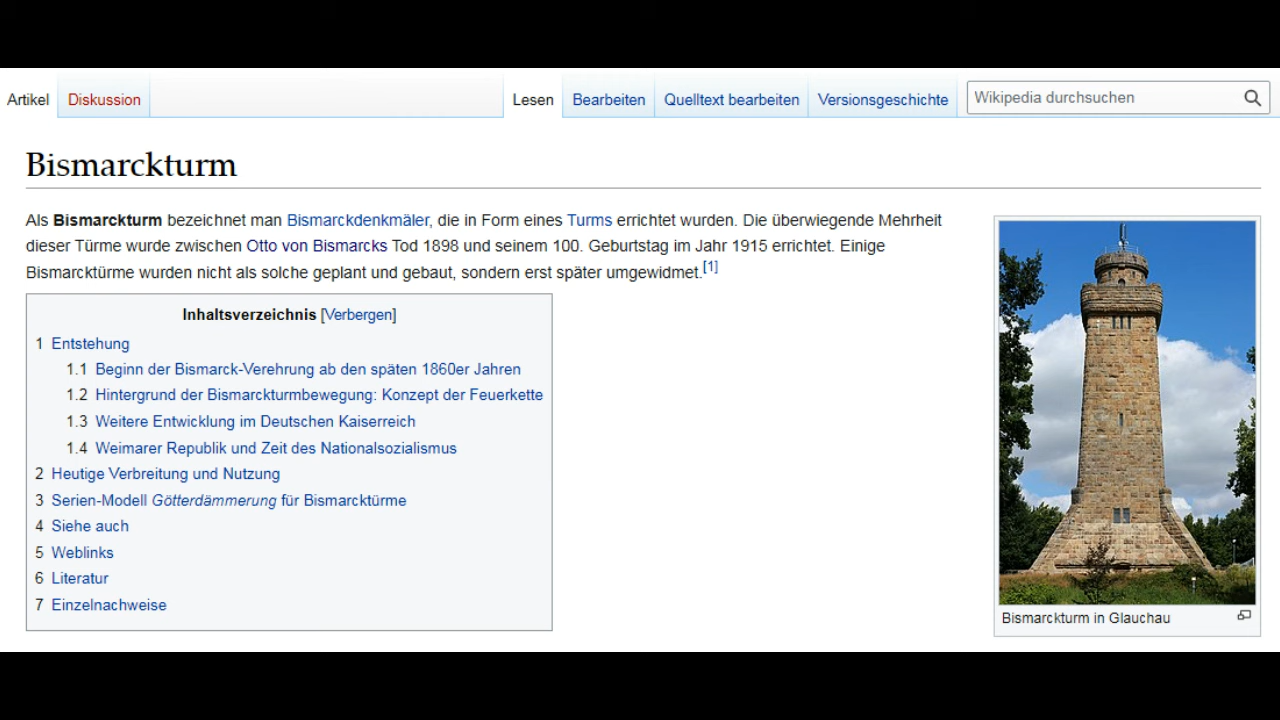 Artikel Diskussion Lesen Bearbeiten Quelltext bearbeiten Versionsgeschichte Wikipedia durchsuchen
Bismarckturm
Als Bismarckturm bezeichnet man Bismarckdenkmäler, die in Form eines Turms errichtet wurden. Die überwiegende Mehrheit
dieser Türme wurde zwischen Otto von Bismarcks Tod 1898 und seinem 100. Geburtstag im Jahr 1915 errichtet. Einige
Bismarcktürme wurden nicht als solche geplant und gebaut, sondern erst später umgewidmet.[1]
Inhaltsverzeichnis [Verbergen]
1 Entstehung
1.1 Beginn der Bismarck-Verehrung ab den späten 1860er Jahren
1.2 Hintergrund der Bismarckturmbewegung: Konzept der Feuerkette
1.3 Weitere Entwicklung im Deutschen Kaiserreich
1.4 Weimarer Republik und Zeit des Nationalsozialismus
2 Heutige Verbreitung und Nutzung
3 Serien-Modell Götterdämmerung für Bismarcktürme
4 Siehe auch
5 Weblinks
6 Literatur
7 Einzelnachweise
Bismarckturm in Glauchau